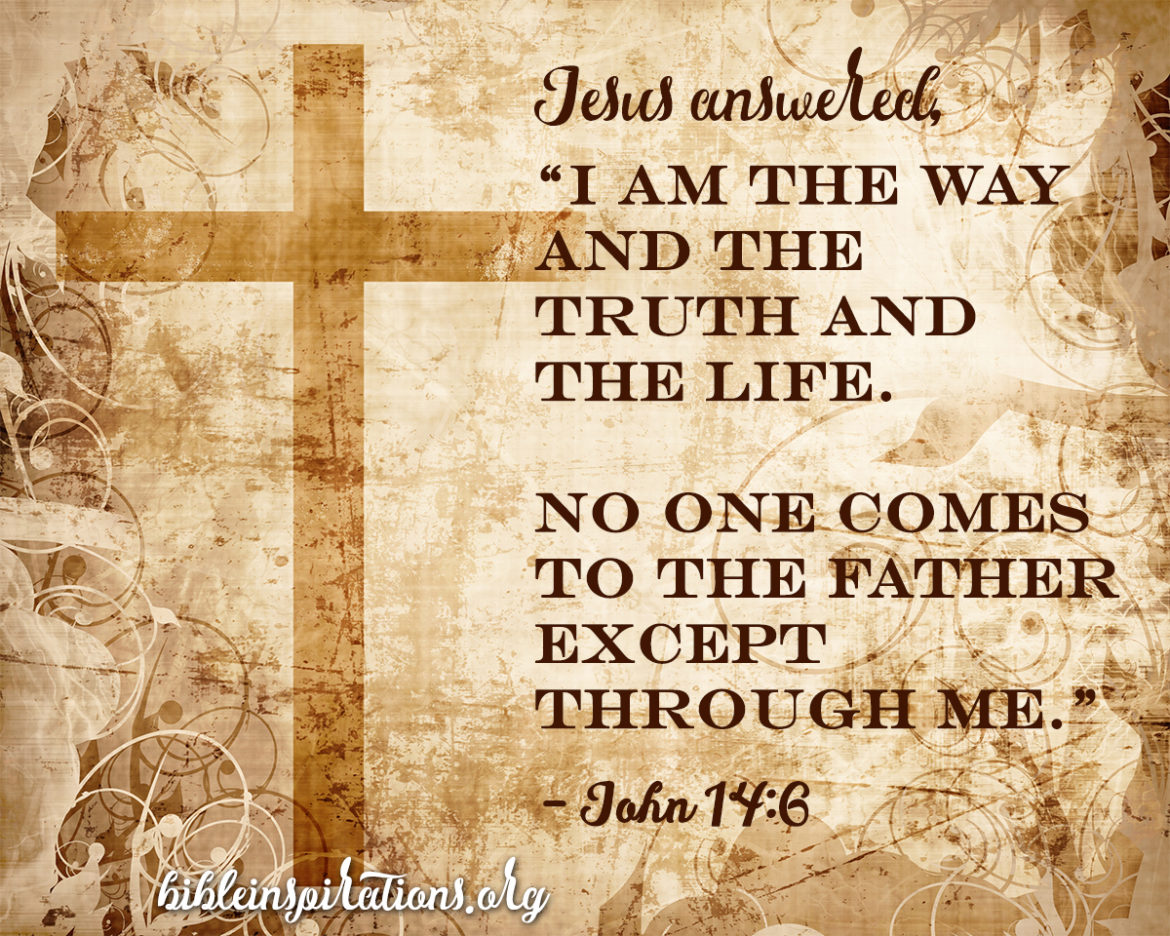 Jesus answered,
“I AM THE WAY
AND THE
TRUTH AND
THE LIFE.
NO ONE COMES
TO THE FATHER
EXCEPT
THROUGH ME.”
- John 14:6
bibleinspirations.org